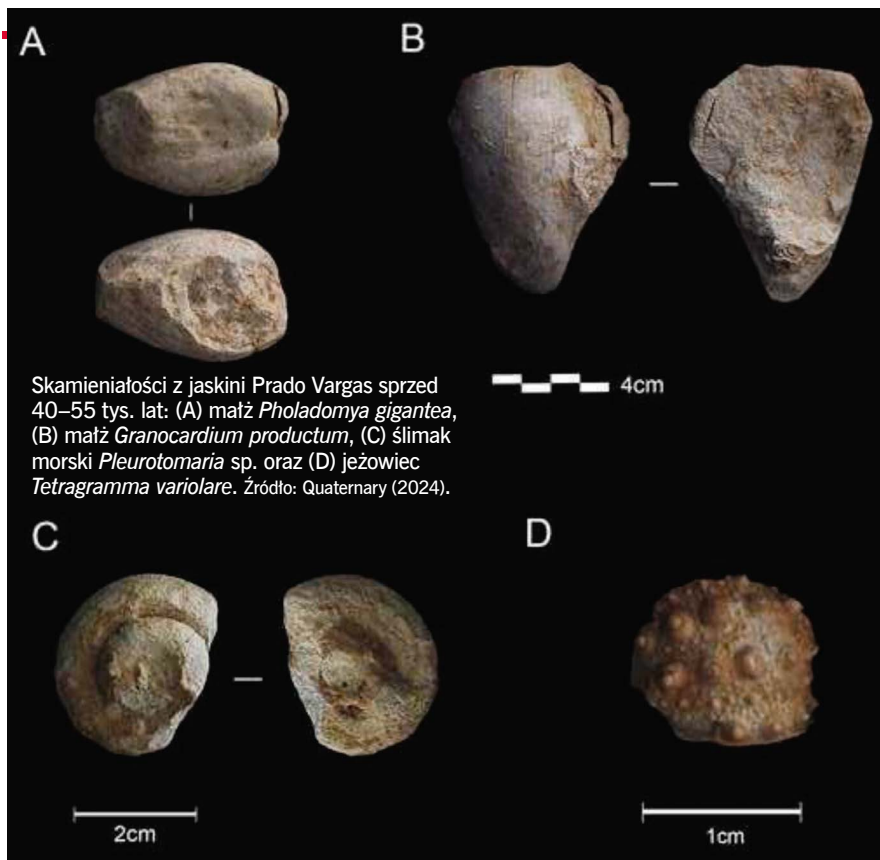 A
B
4cm
Skamieniałości z jaskini Prado Vargas sprzed
40–55 tys. lat: (A) małż Pholadomya gigantea,
(B) małż Granocardium productum, (C) ślimak
morski Pleurotomaria sp. oraz (D) jeżowiec
Tetragramma variolare. Źródło: Quaternary (2024).
C
D
2cm
1cm